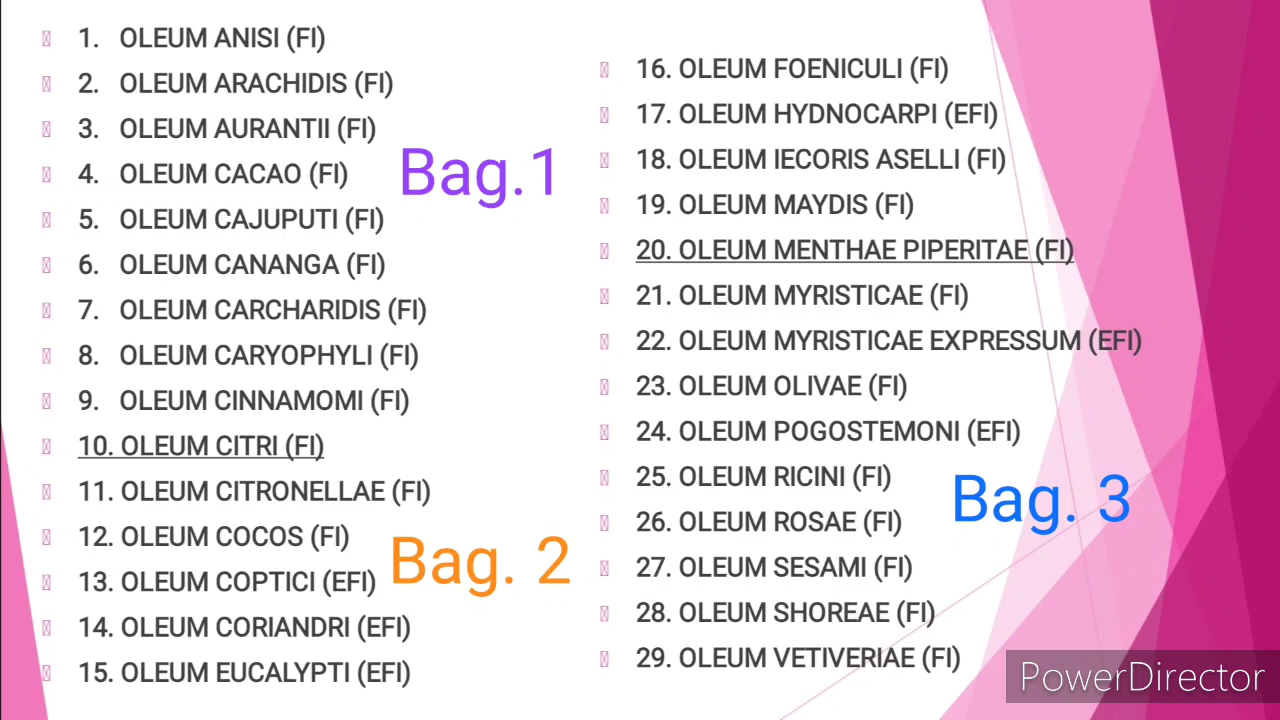 1. OLEUM ANISI (FI)
2. OLEUM ARACHIDIS (FI)
3. OLEUM AURANTII (FI)
4. OLEUM CACAO (FI)
5. OLEUM CAJUPUTI (FI)
6. OLEUM CANANGA (FI)
7. OLEUM CARCHARIDIS (FI)
8. OLEUM CARYOPHYLI (FI)
9. OLEUM CINNAMOMI (FI)
10. OLEUM CITRI (FI)
Bag.1
11. OLEUM CITRONELLAE (FI)
12. OLEUM COCOS (FI)
13. OLEUM COPTICI (EFI)
14. OLEUM CORIANDRI (EFI)
15. OLEUM EUCALYPTI (EFI)
Bag. 2
16. OLEUM FOENICULI (FI)
17. OLEUM HYDNOCARPI (EFI)
18. OLEUM IECORIS ASELLI (FI)
19. OLEUM MAYDIS (FI)
20. OLEUM MENTHAE PIPERITAE (FI)
21. OLEUM MYRISTICAE (FI)
22. OLEUM MYRISTICAE EXPRESSUM (EFI)
23. OLEUM OLIVAE (FI)
24. OLEUM POGOSTEMONI (EFI)
25. OLEUM RICINI (FI)
26. OLEUM ROSAE (FI)
27. OLEUM SESAMI (FI)
28. OLEUM SHOREAE (FI)
29. OLEUM VETIVERIAE (FI)
Bag. 3
PowerDirector